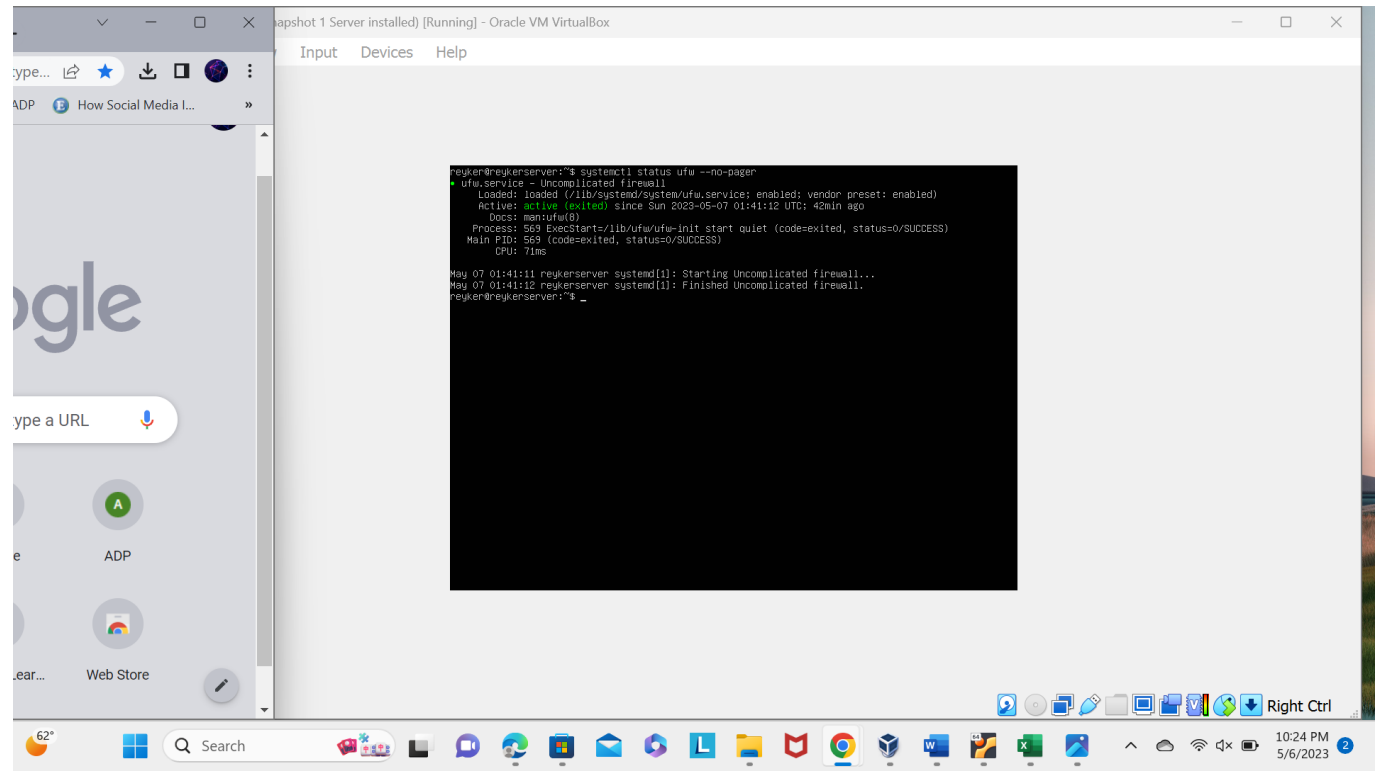 apshot 1 Server installed) [Running] - Oracle VM VirtualBox
Input Devices Help
type...
ADP How Social Media I... »
reyker@reykerserver:~$ systemctl status ufw --no-pager
● ufw.service - Uncomplicated firewall
Loaded: loaded (/lib/systemd/system/ufw.service; enabled; vendor preset: enabled)
Active: active (exited) since Sun 2023-05-07 01:41:12 UTC; 42min ago
Docs: man:ufw(8)
Process: 569 ExecStart=/lib/ufw/ufw-init start quiet (code=exited, status=0/SUCCESS)
Main PID: 569 (code=exited, status=0/SUCCESS)
CPU: 71ms
May 07 01:41:11 reykerserver systemd[1]: Starting Uncomplicated firewall...
May 07 01:41:12 reykerserver systemd[1]: Finished Uncomplicated firewall.
reyker@reykerserver:~$ _
ogle
type a URL
A
e ADP
Lear... Web Store
Right Ctrl
62°
Search
10:24 PM
5/6/2023
2